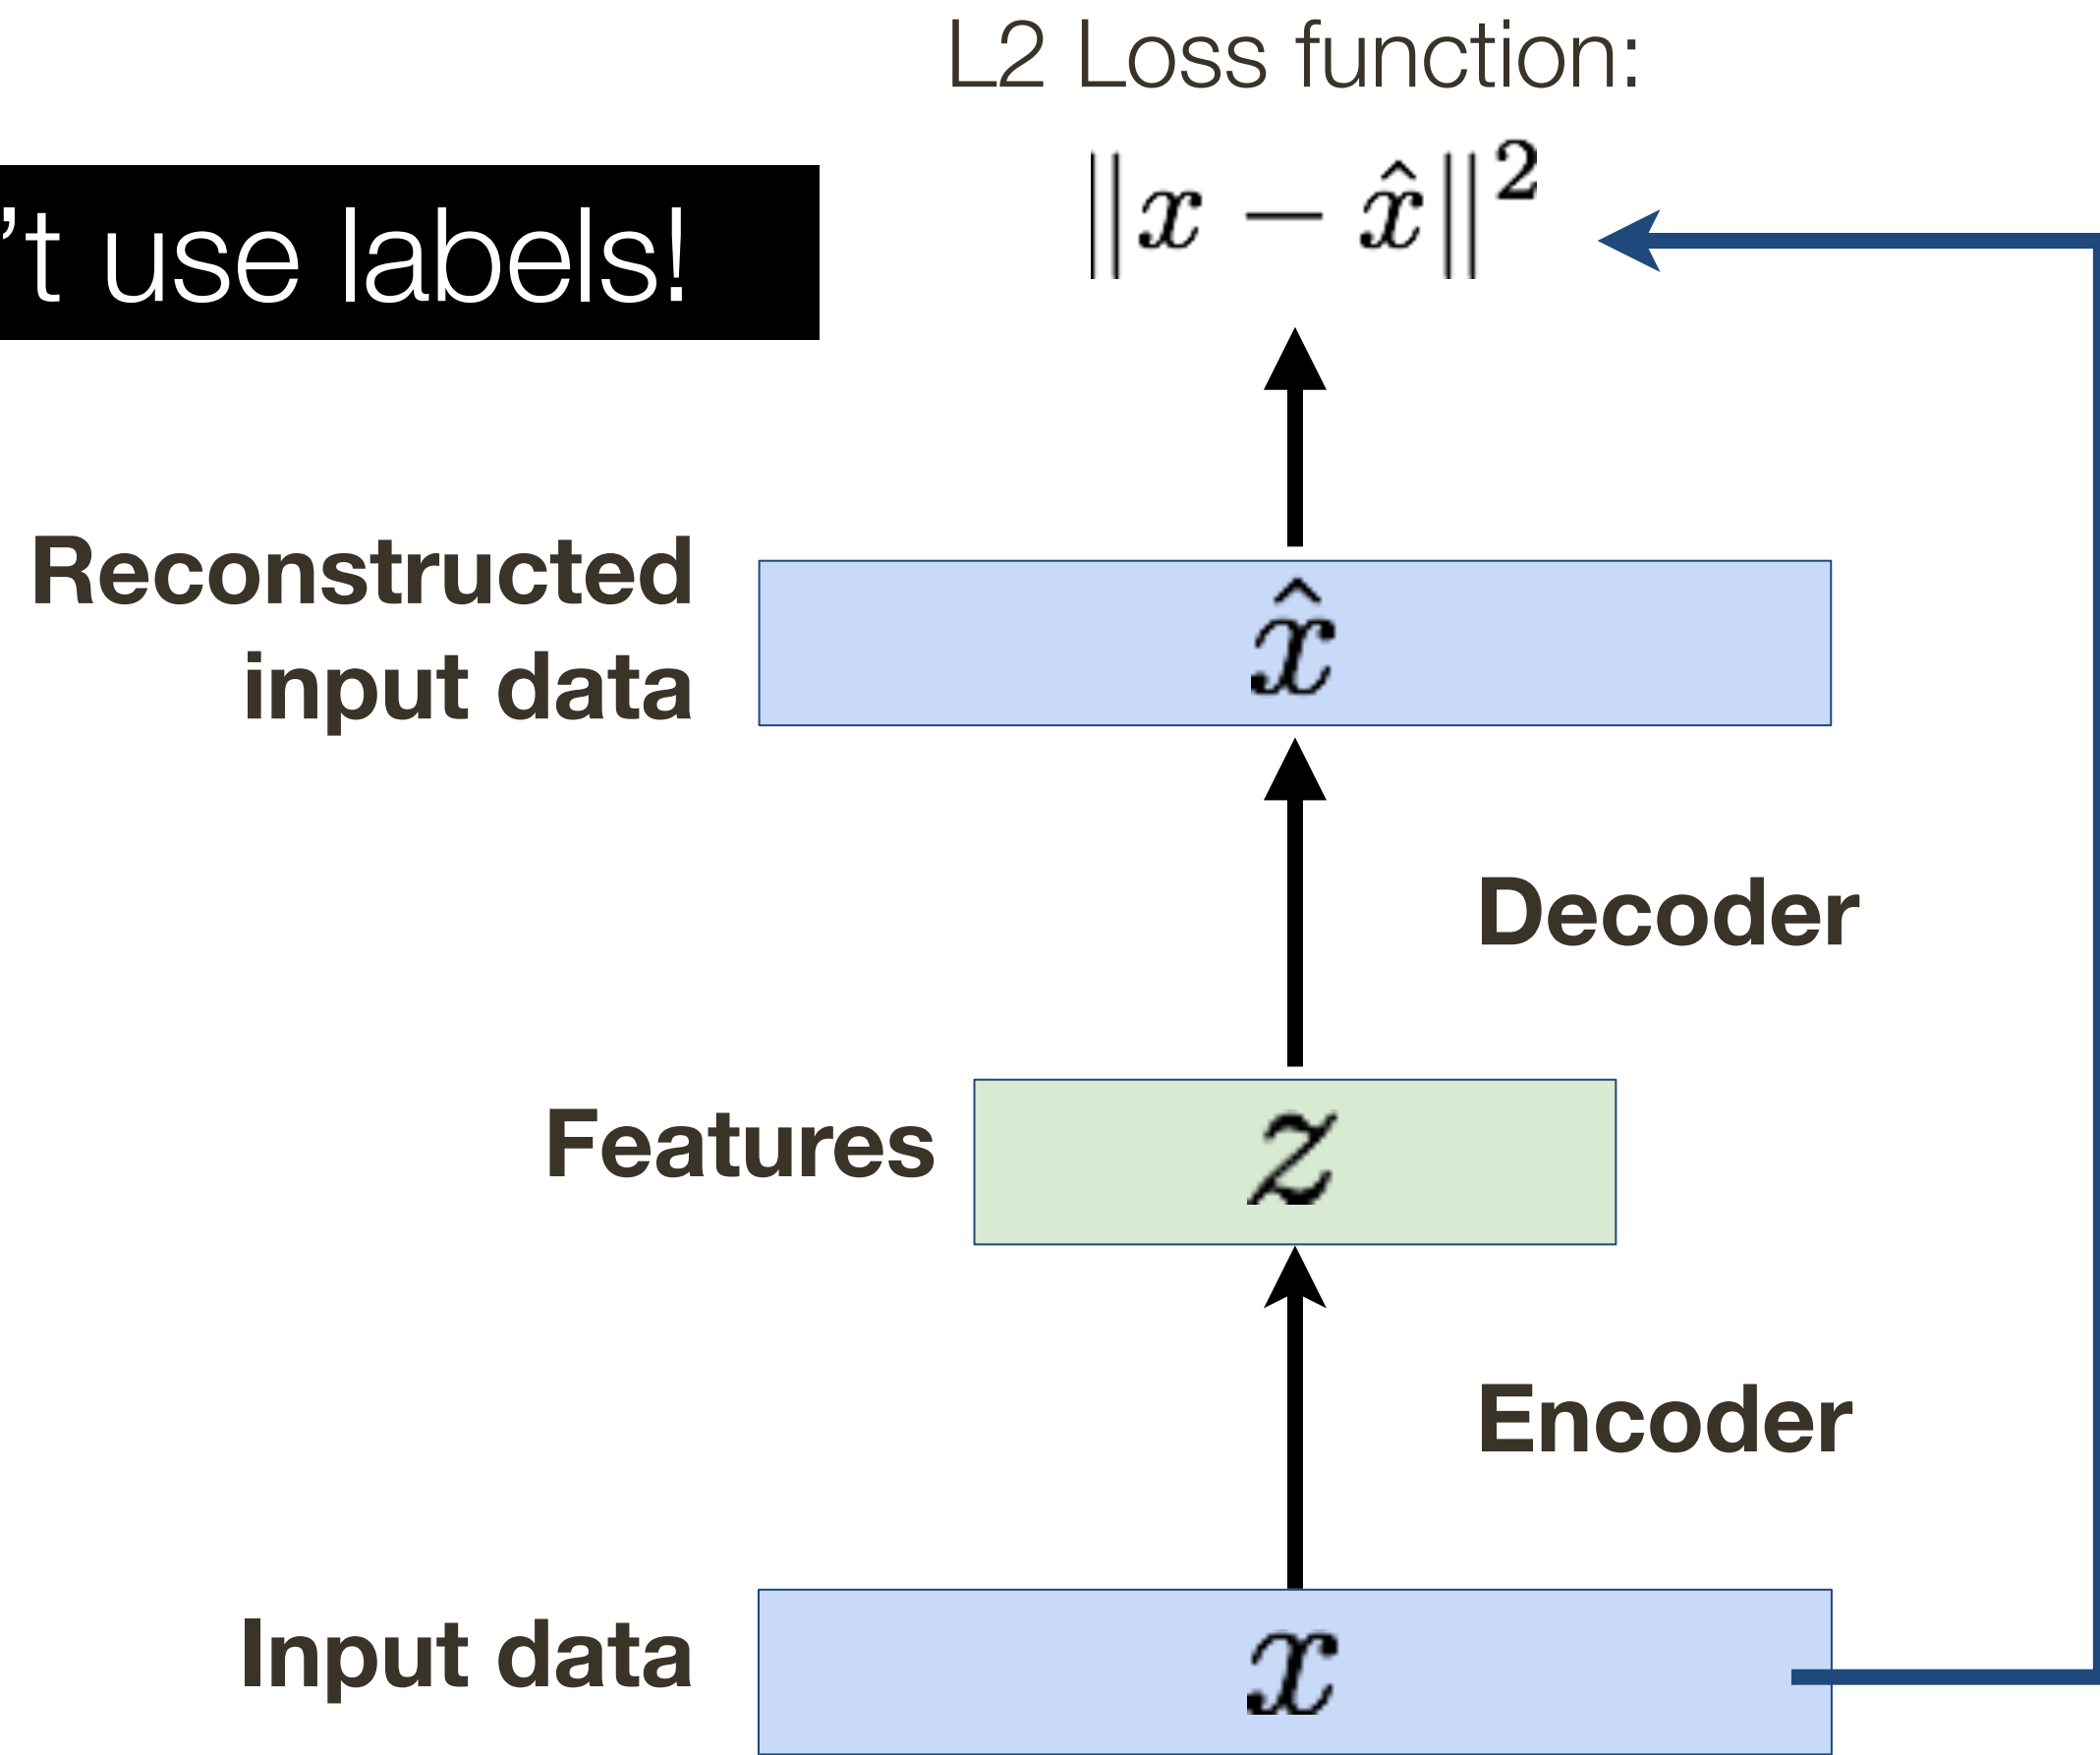 L2 Loss function:
‖x − x̂‖²
't use labels!
Reconstructed
input data
x̂
Decoder
Features
z
Encoder
Input data
x